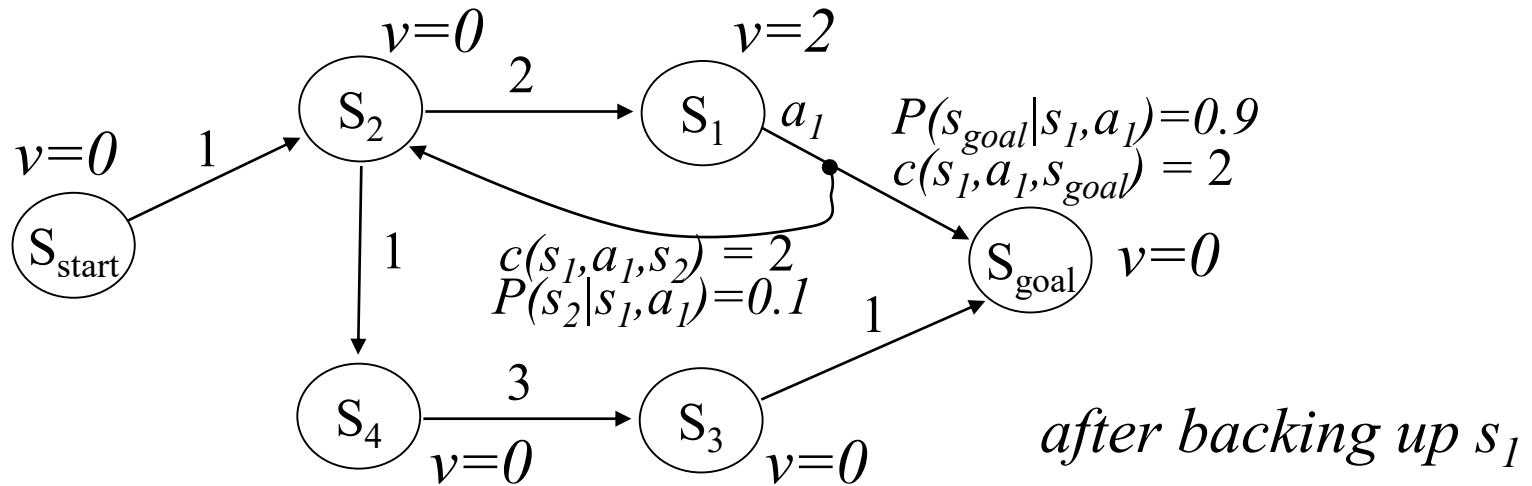 v=0
v=2
2
S2
S1
a1
P(sgoal|s1,a1)=0.9
c(s1,a1,sgoal) = 2
v=0
1
Sstart
1
c(s1,a1,s2) = 2
P(s2|s1,a1)=0.1
Sgoal
v=0
1
3
S4
S3
v=0
v=0
after backing up s1